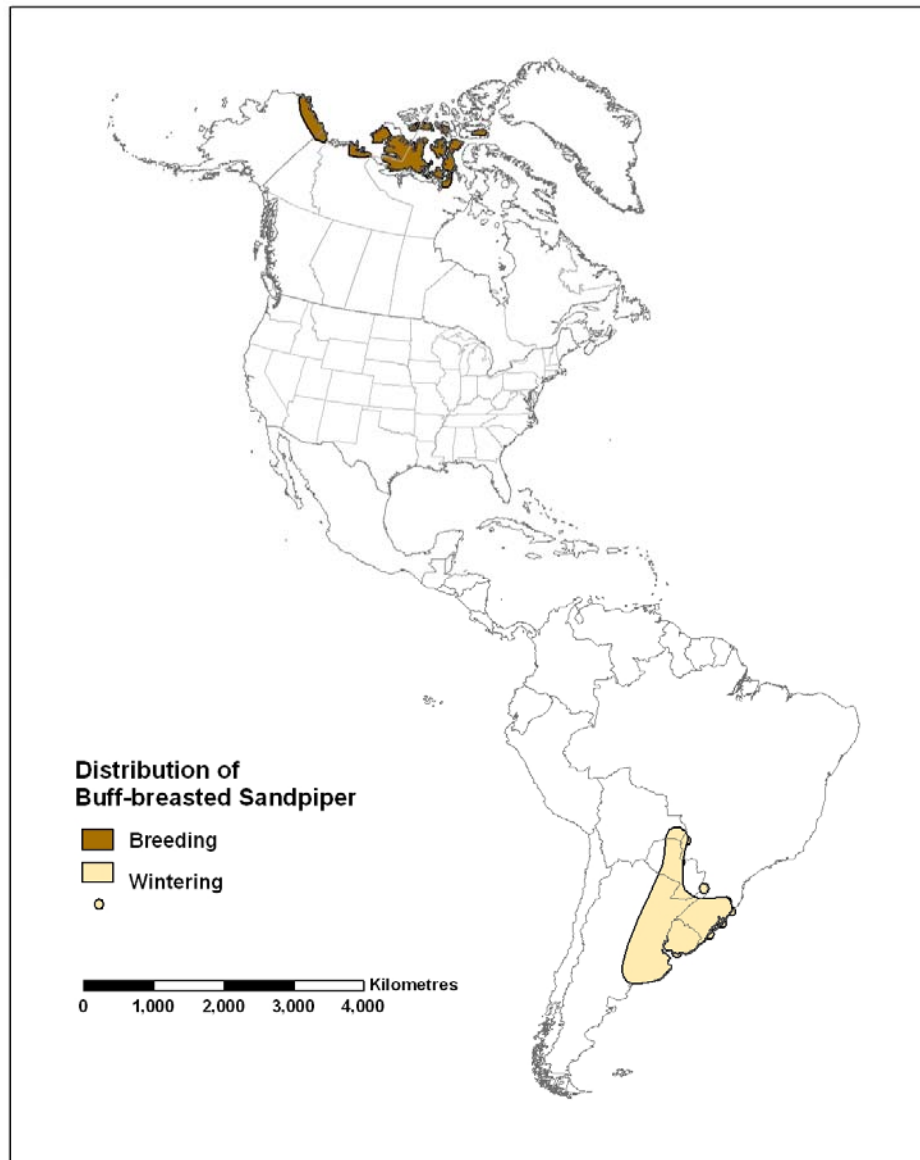 Distribution of
Buff-breasted Sandpiper
Breeding
Wintering
Kilometres
0 1,000 2,000 3,000 4,000